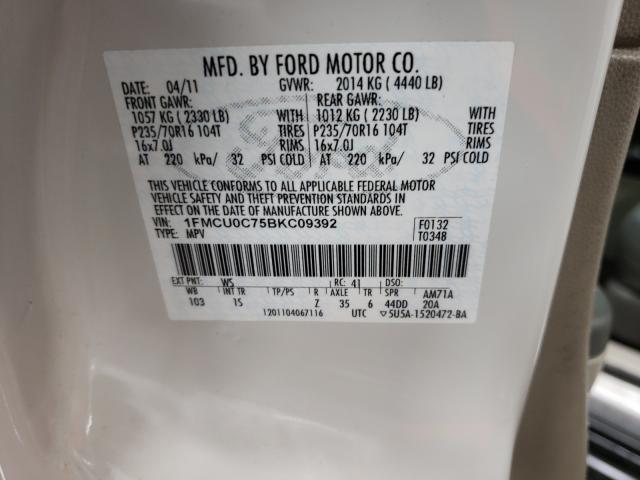 MFD. BY FORD MOTOR CO.
DATE: 04/11 GVWR: 2014 KG ( 4440 LB)
FRONT GAWR: REAR GAWR:
1057 KG ( 2330 LB) WITH 1012 KG ( 2230 LB) WITH
P235/70R16 104T TIRES P235/70R16 104T TIRES
16x7.0J RIMS 16x7.0J RIMS
AT 220 kPa/ 32 PSI COLD AT 220 kPa/ 32 PSI COLD
THIS VEHICLE CONFORMS TO ALL APPLICABLE FEDERAL MOTOR
VEHICLE SAFETY AND THEFT PREVENTION STANDARDS IN
EFFECT ON THE DATE OF MANUFACTURE SHOWN ABOVE.
VIN: 1FMCU0C75BKC09392 F0132
TYPE: MPV T0348
EXT PNT: WS RC: 41 DSO:
WB INT TR TP/PS R AXLE TR SPR AM71A
103 1S Z 35 6 44DD 20A
1201104067116 UTC ▽5U5A-1520472-BA